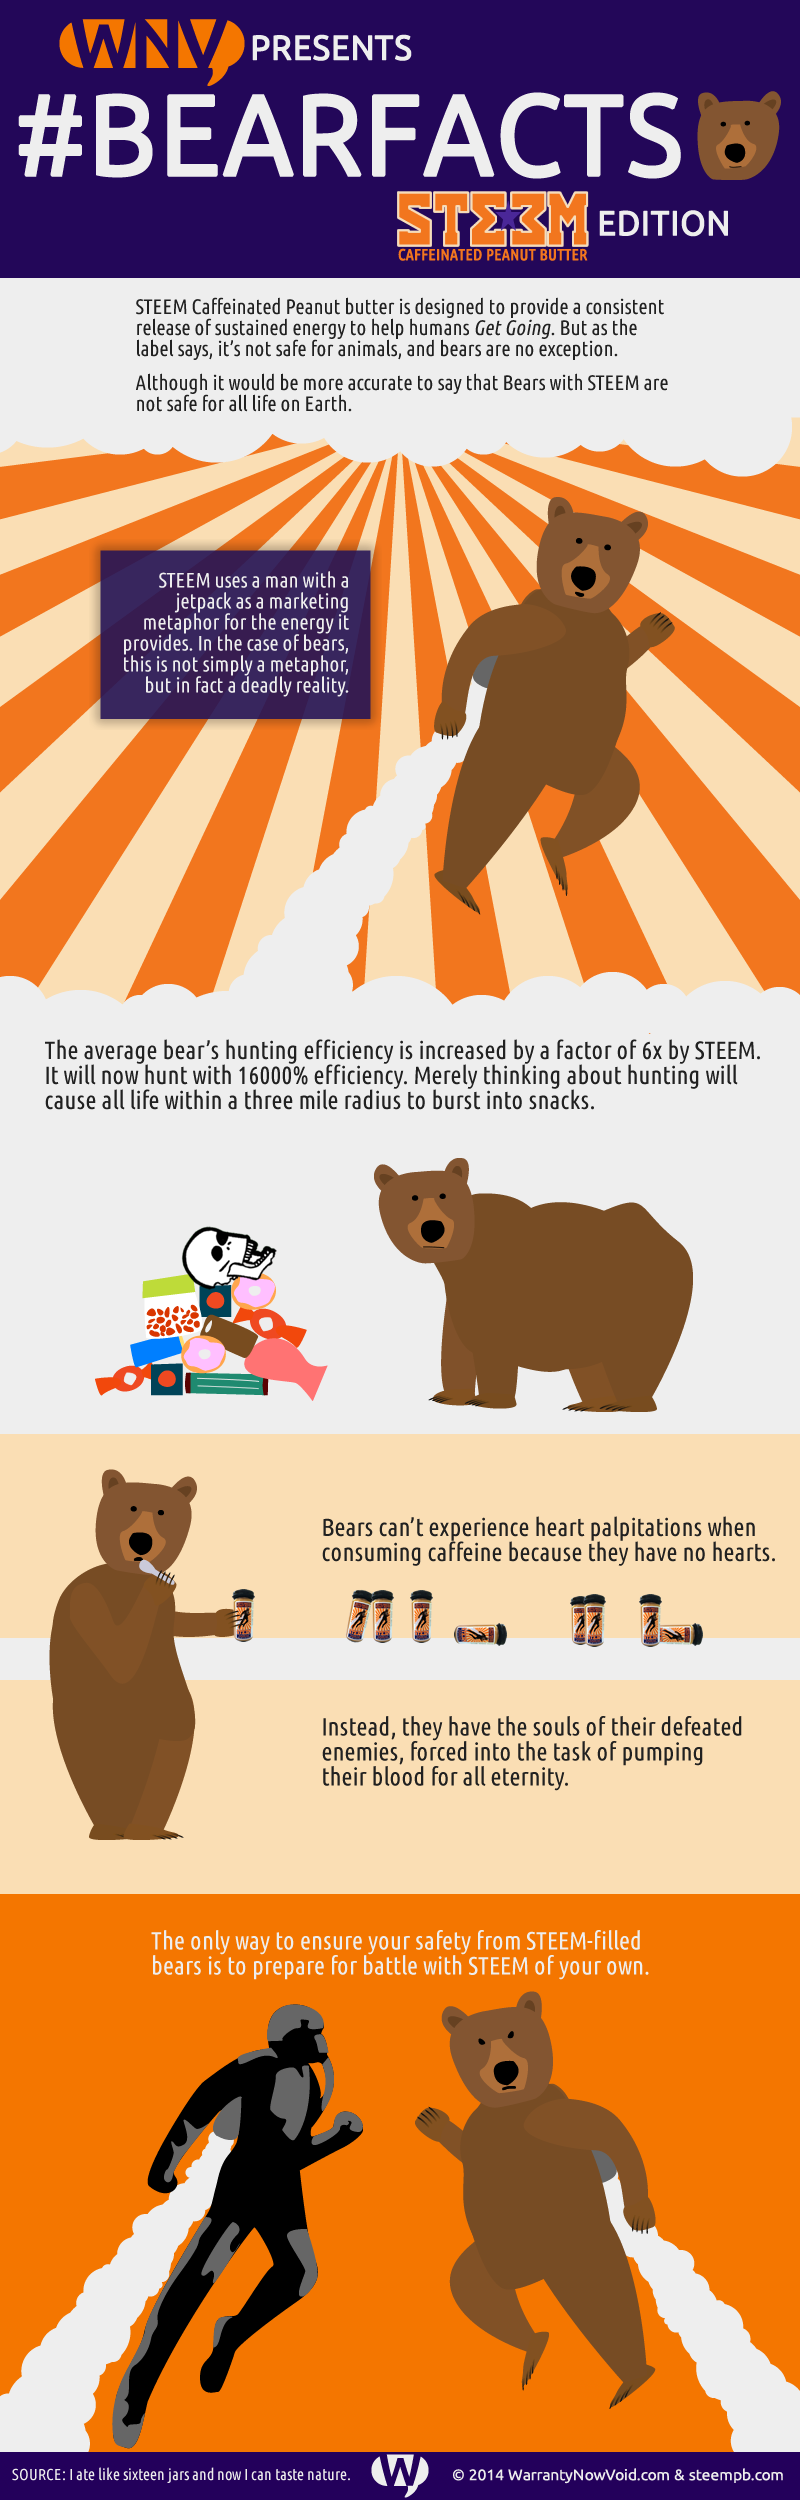 WNV PRESENTS
#BEARFACTS
STEEM EDITION
CAFFEINATED PEANUT BUTTER
STEEM Caffeinated Peanut butter is designed to provide a consistent
release of sustained energy to help humans Get Going. But as the
label says, it's not safe for animals, and bears are no exception.
Although it would be more accurate to say that Bears with STEEM are
not safe for all life on Earth.
STEEM uses a man with a
jetpack as a marketing
metaphor for the energy it
provides. In the case of bears,
this is not simply a metaphor,
but in fact a deadly reality.
The average bear's hunting efficiency is increased by a factor of 6x by STEEM.
It will now hunt with 16000% efficiency. Merely thinking about hunting will
cause all life within a three mile radius to burst into snacks.
Bears can't experience heart palpitations when
consuming caffeine because they have no hearts.
Instead, they have the souls of their defeated
enemies, forced into the task of pumping
their blood for all eternity.
The only way to ensure your safety from STEEM-filled
bears is to prepare for battle with STEEM of your own.
SOURCE: I ate like sixteen jars and now I can taste nature.
W
© 2014 WarrantyNowVoid.com & steempb.com